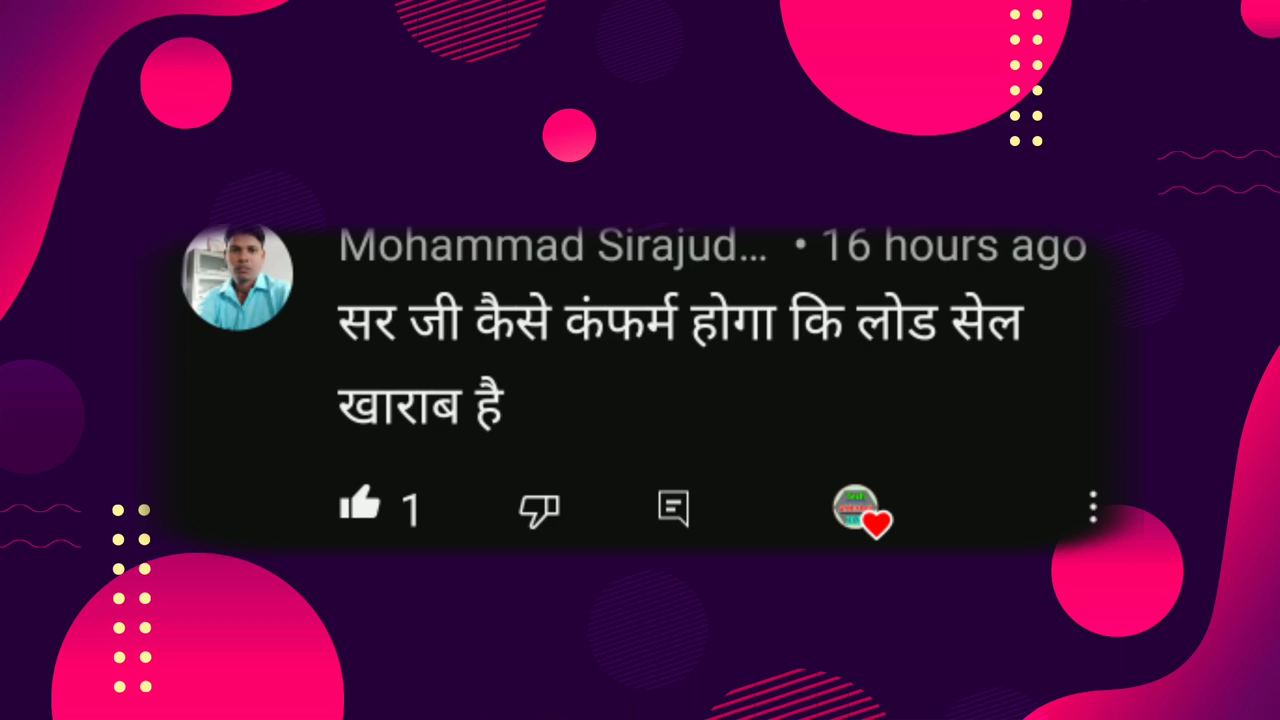 Mohammad Sirajud... • 16 hours ago
सर जी कैसे कंफर्म होगा कि लोड सेल
खाराब है
1